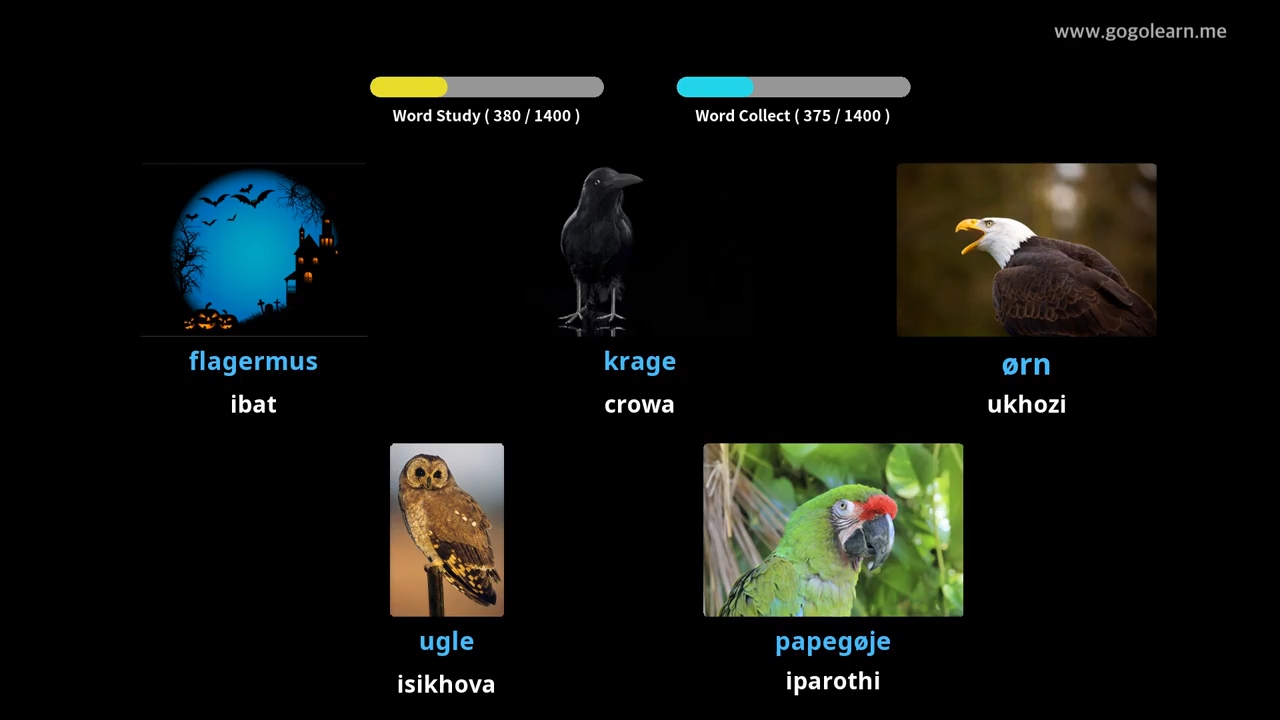 www.gogolearn.me
Word Study ( 380 / 1400 )
Word Collect ( 375 / 1400 )
flagermus
ibat
krage
crowa
ørn
ukhozi
ugle
isikhova
papegøje
iparothi